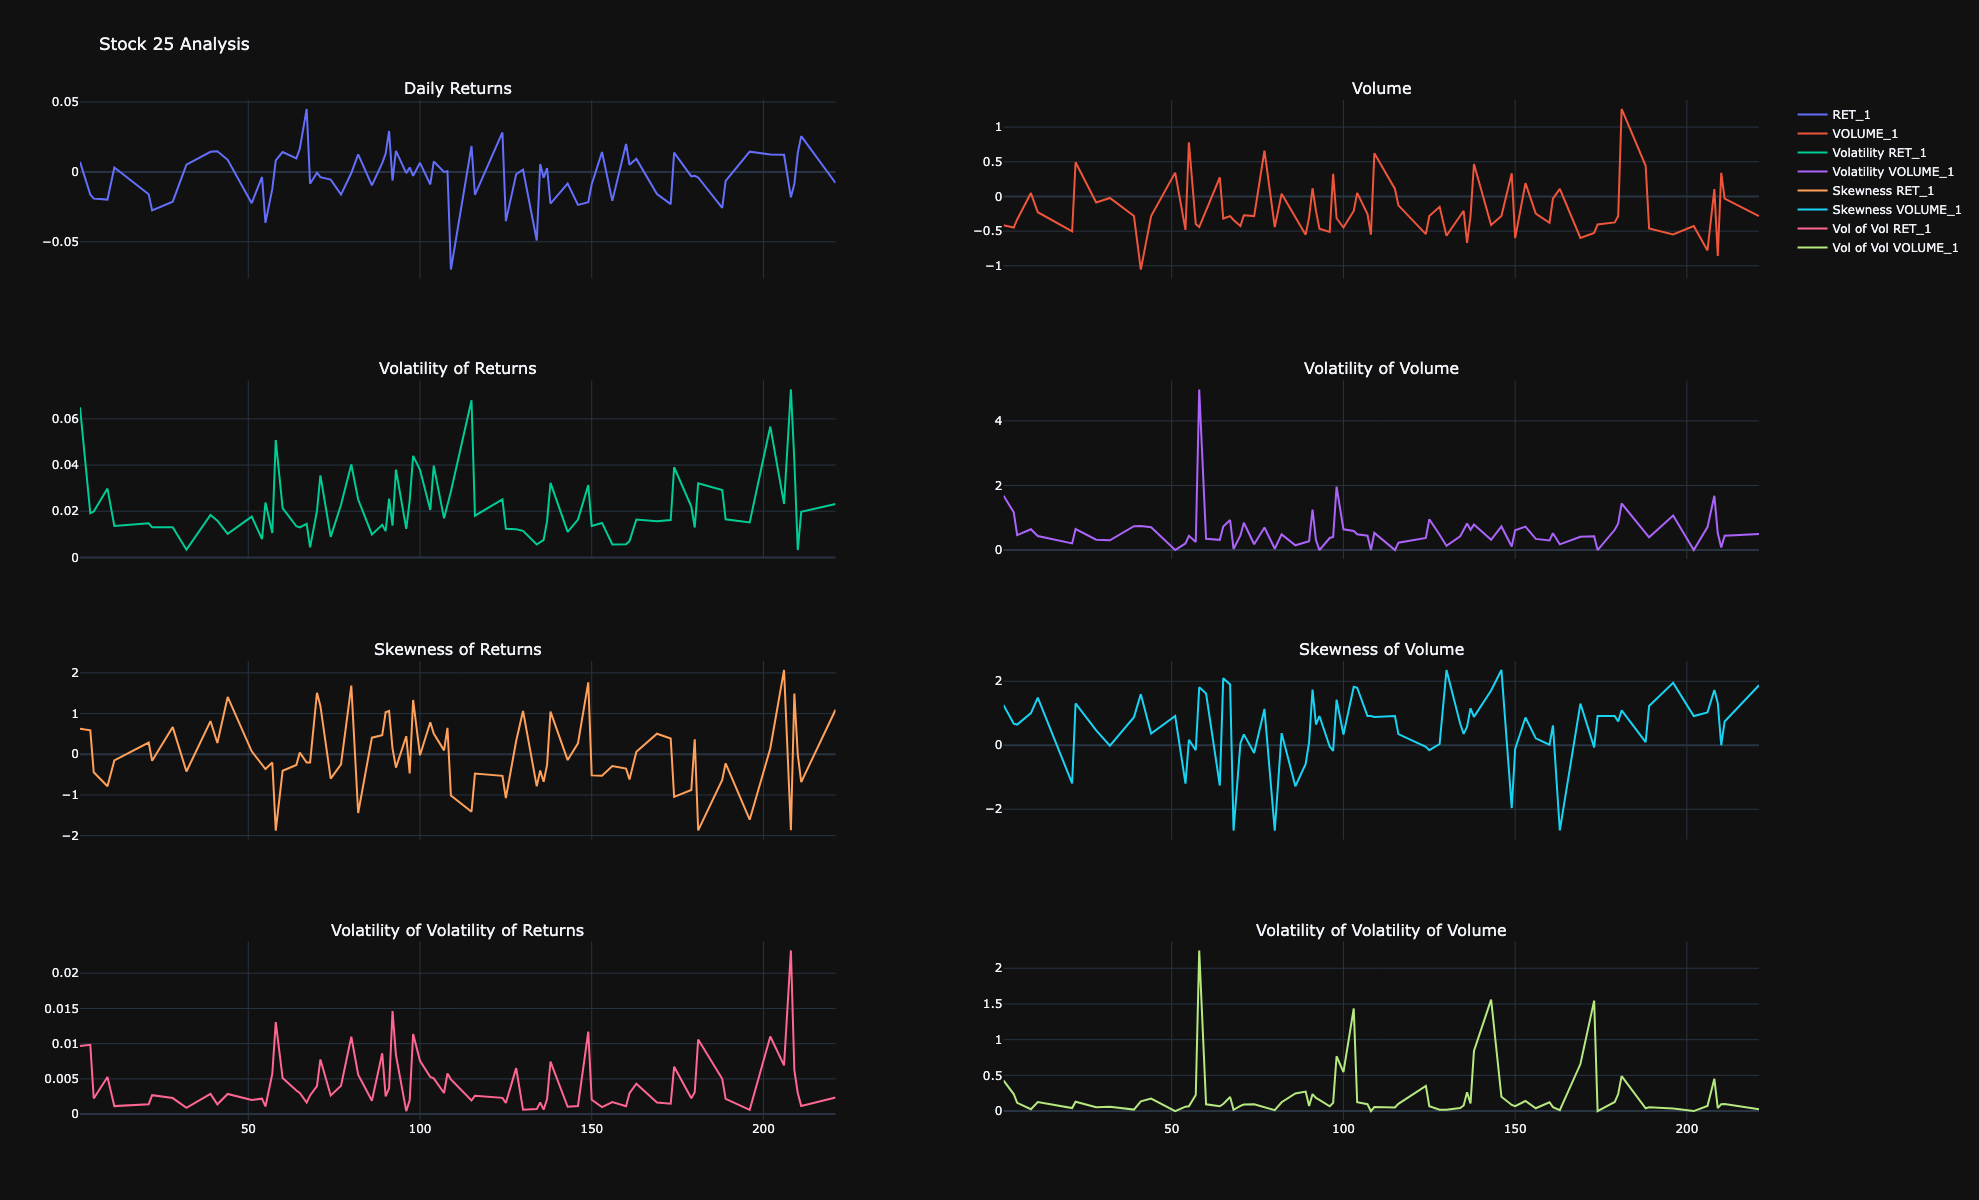 Stock 25 Analysis
Daily Returns
0.05
0
−0.05
Volume
1
0.5
0
−0.5
−1
RET_1
VOLUME_1
Volatility RET_1
Volatility VOLUME_1
Skewness RET_1
Skewness VOLUME_1
Vol of Vol RET_1
Vol of Vol VOLUME_1
Volatility of Returns
0.06
0.04
0.02
0
Volatility of Volume
4
2
0
Skewness of Returns
2
1
0
−1
−2
Skewness of Volume
2
0
−2
Volatility of Volatility of Returns
0.02
0.015
0.01
0.005
0
50 100 150 200
Volatility of Volatility of Volume
2
1.5
1
0.5
0
50 100 150 200